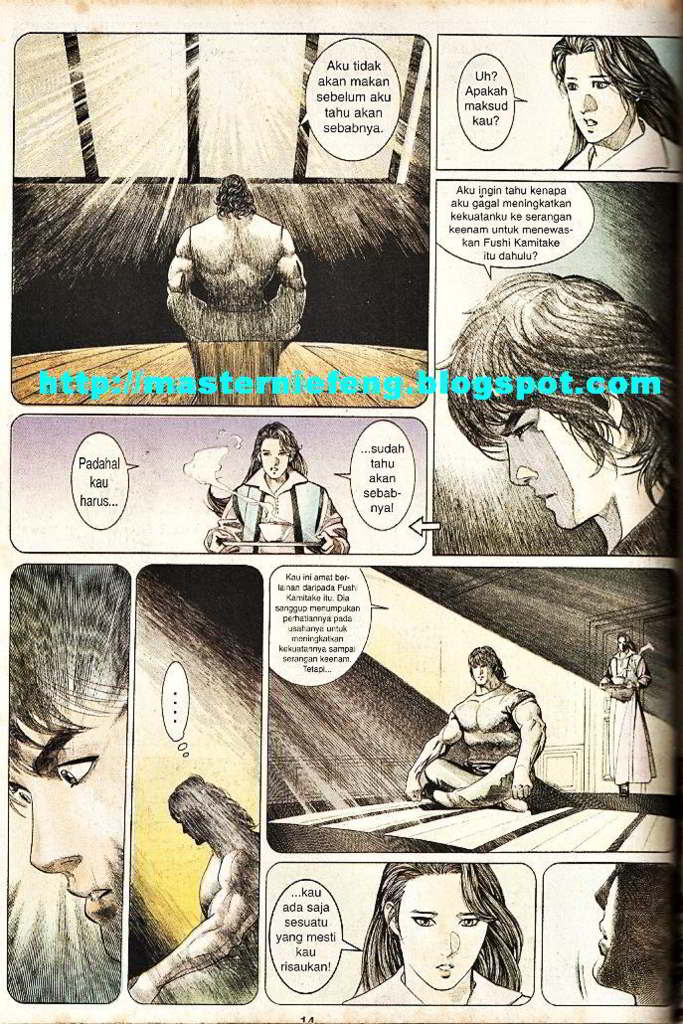 Aku tidak
akan makan
sebelum aku
tahu akan
sebabnya.
Uh?
Apakah
maksud
kau?
Aku ingin tahu kenapa
aku gagal meningkatkan
kekuatanku ke serangan
keenam untuk menewas-
kan Fushi Kamitake
itu dahulu?
http://masterniefeng.blogspot.com
Padahal
kau
harus...
...sudah
tahu
akan
sebab-
nya!
....
Kau ini amat ber-
lainan daripada Fushi
Kamitake itu. Dia
sanggup menumpukan
perhatiannya pada
usahanya untuk
meningkatkan
kekuatannya sampai
serangan keenam.
Tetapi...
...kau
ada saja
sesuatu
yang mesti
kau
risaukan!
14